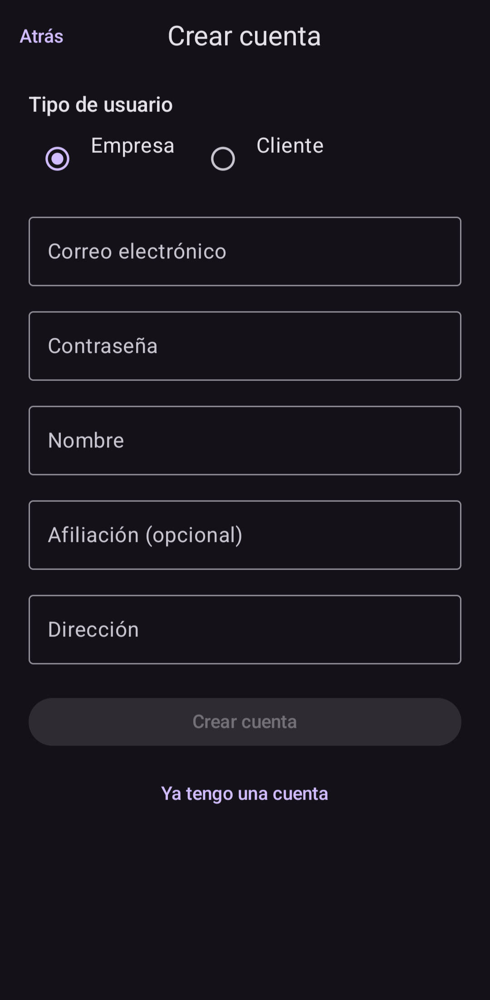 Atrás
Crear cuenta
Tipo de usuario
Empresa
Cliente
Correo electrónico
Contraseña
Nombre
Afiliación (opcional)
Dirección
Crear cuenta
Ya tengo una cuenta